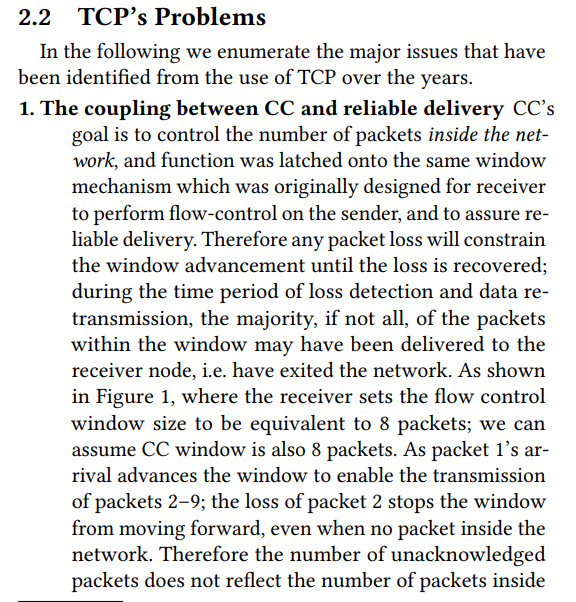 2.2 TCP's Problems
In the following we enumerate the major issues that have
been identified from the use of TCP over the years.
1. The coupling between CC and reliable delivery CC's
goal is to control the number of packets inside the net-
work, and function was latched onto the same window
mechanism which was originally designed for receiver
to perform flow-control on the sender, and to assure re-
liable delivery. Therefore any packet loss will constrain
the window advancement until the loss is recovered;
during the time period of loss detection and data re-
transmission, the majority, if not all, of the packets
within the window may have been delivered to the
receiver node, i.e. have exited the network. As shown
in Figure 1, where the receiver sets the flow control
window size to be equivalent to 8 packets; we can
assume CC window is also 8 packets. As packet 1's ar-
rival advances the window to enable the transmission
of packets 2–9; the loss of packet 2 stops the window
from moving forward, even when no packet inside the
network. Therefore the number of unacknowledged
packets does not reflect the number of packets inside